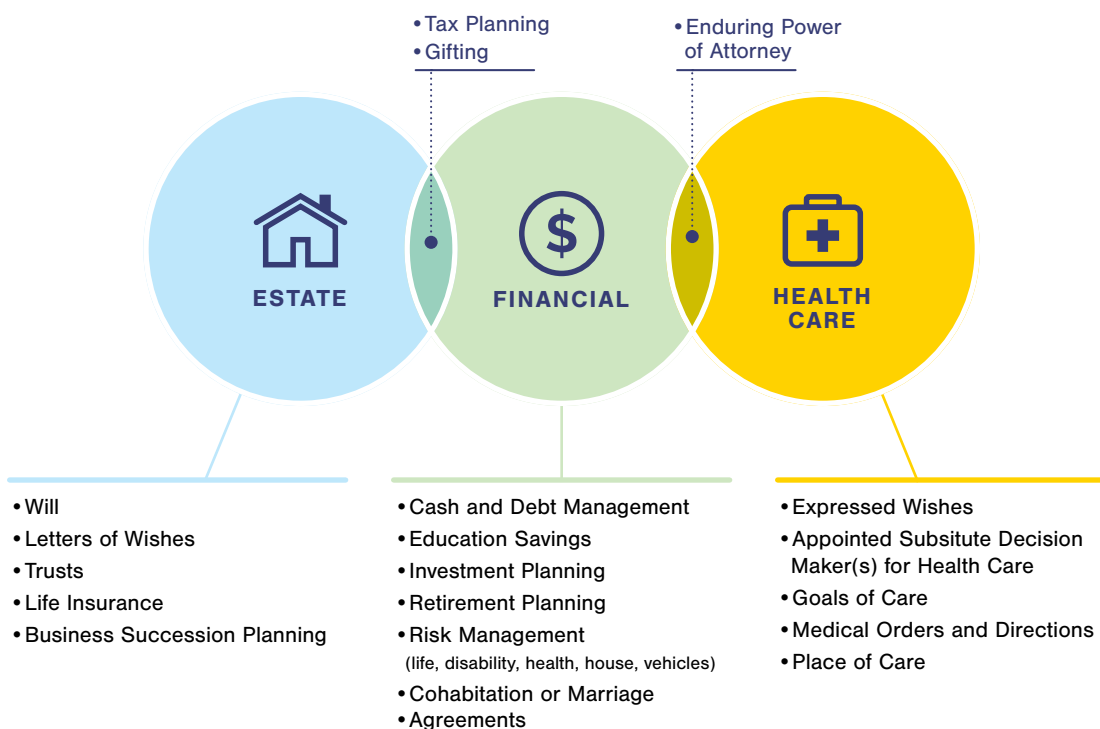 • Tax Planning
• Gifting
• Enduring Power
of Attorney
$
ESTATE
FINANCIAL
HEALTH
CARE
• Will
• Letters of Wishes
• Trusts
• Life Insurance
• Business Succession Planning
• Cash and Debt Management
• Education Savings
• Investment Planning
• Retirement Planning
• Risk Management
(life, disability, health, house, vehicles)
• Cohabitation or Marriage
• Agreements
• Expressed Wishes
• Appointed Subsitute Decision
Maker(s) for Health Care
• Goals of Care
• Medical Orders and Directions
• Place of Care